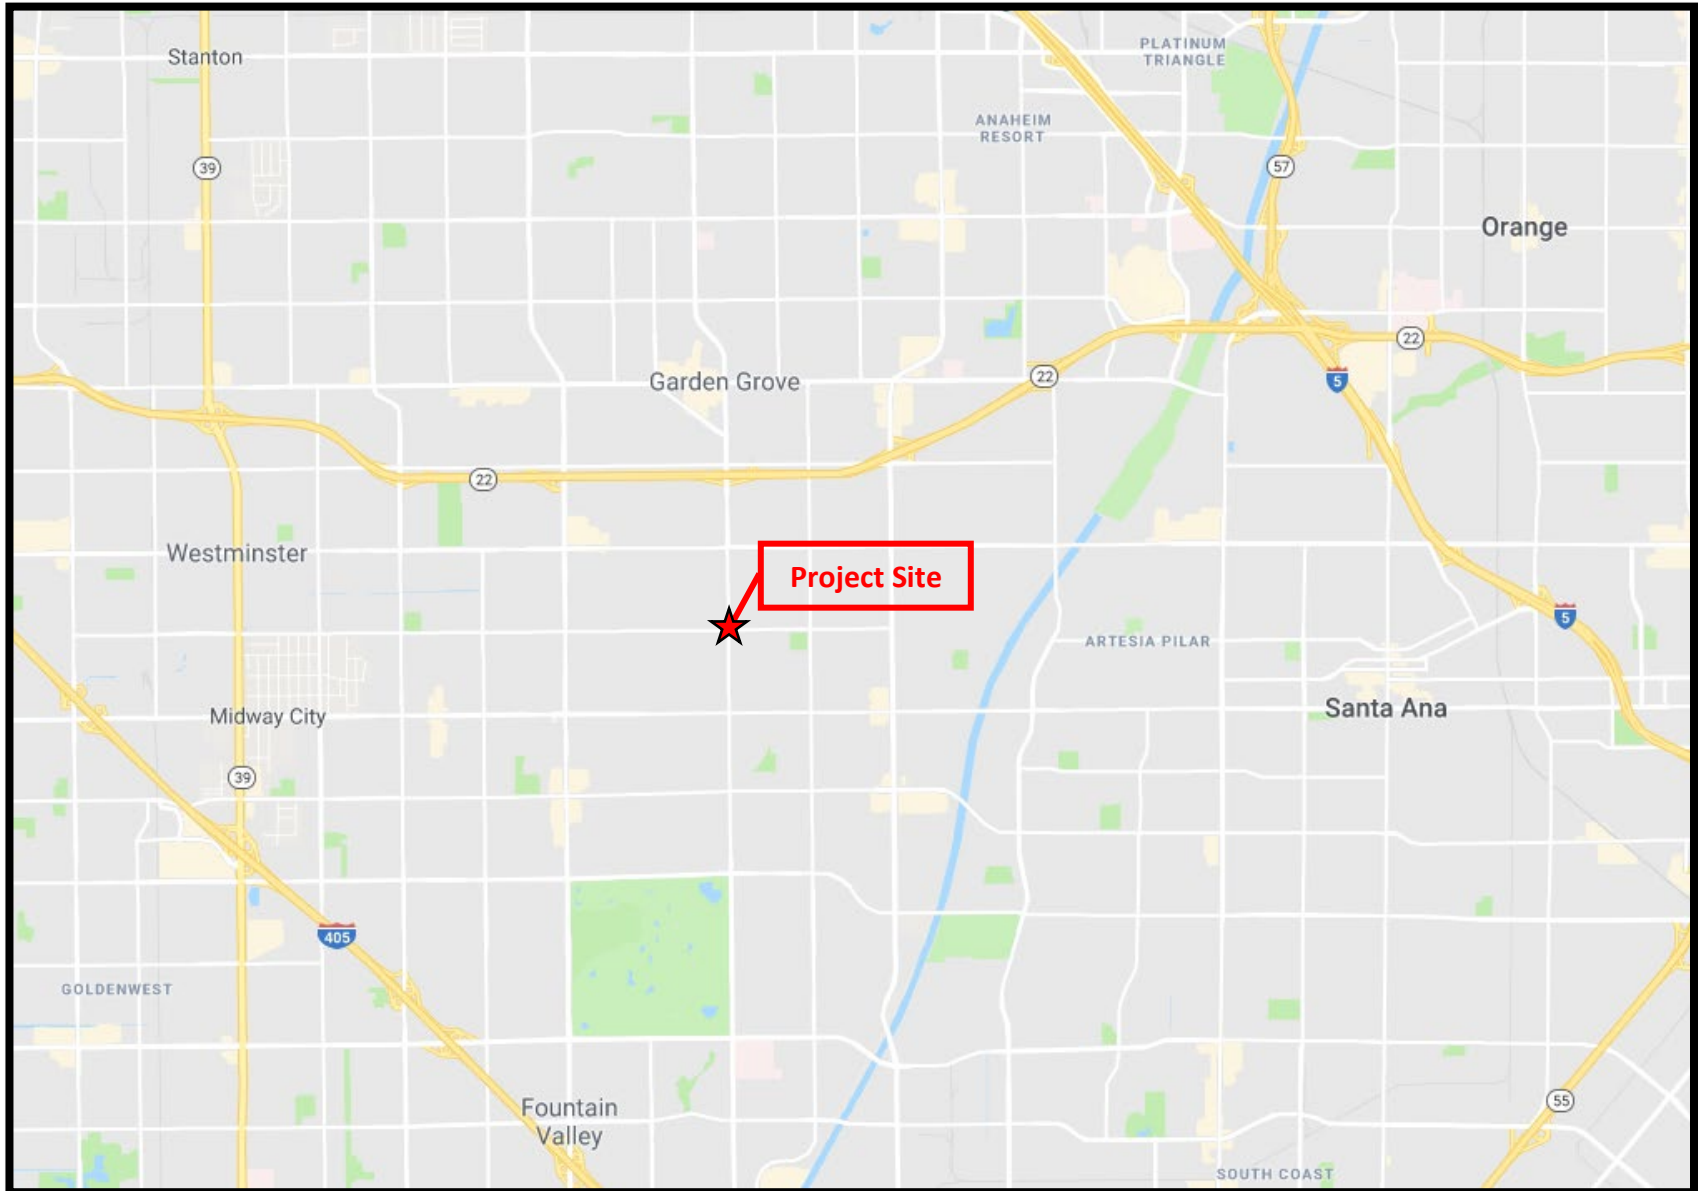 Stanton
PLATINUM
TRIANGLE
ANAHEIM
RESORT
39
57
Orange
22
5
Garden Grove
22
22
Westminster
Project Site
5
ARTESIA PILAR
Santa Ana
Midway City
39
405
GOLDENWEST
55
Fountain
Valley
SOUTH COAST